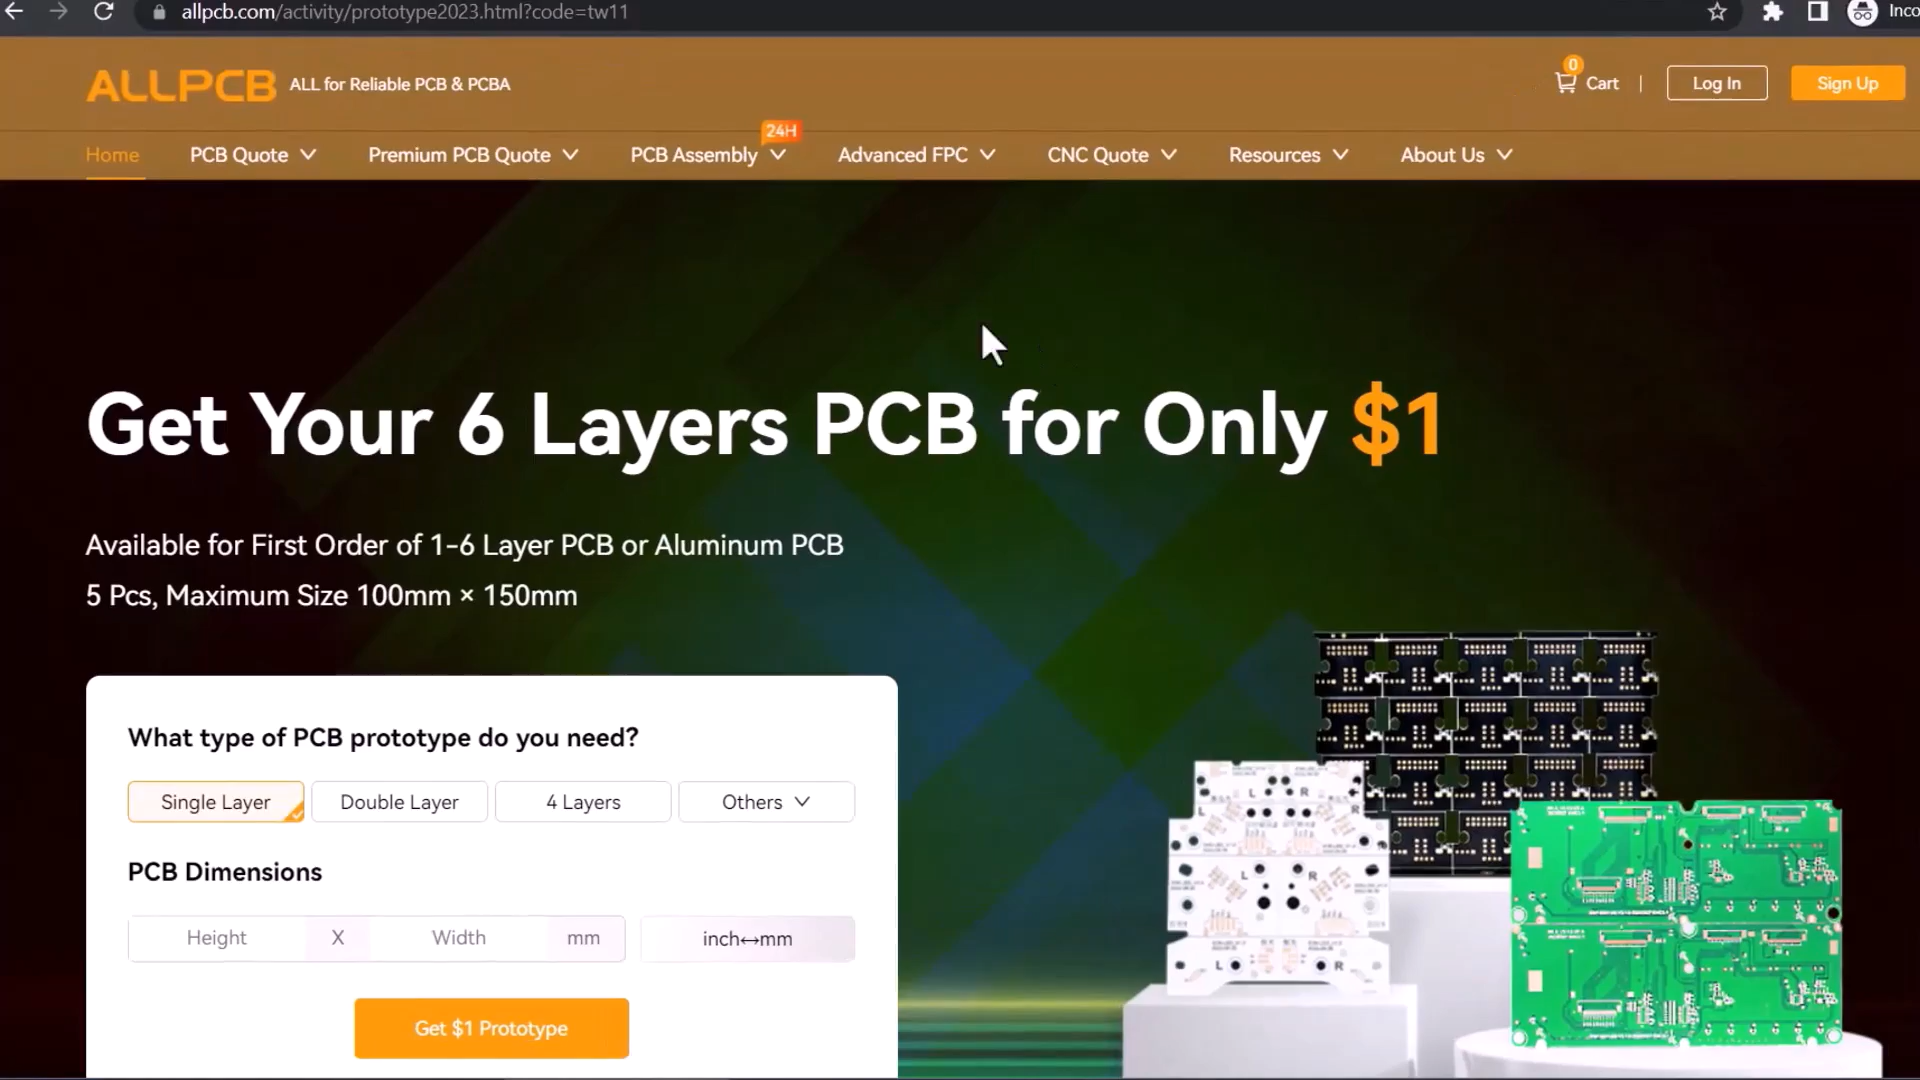 allpcb.com/activity/prototype2023.html?code=tw11
Inco
ALLPCB ALL for Reliable PCB & PCBA
0
Cart | Log In Sign Up
24H
Home PCB Quote Premium PCB Quote PCB Assembly Advanced FPC CNC Quote Resources About Us
Get Your 6 Layers PCB for Only $1
Available for First Order of 1-6 Layer PCB or Aluminum PCB
5 Pcs, Maximum Size 100mm × 150mm
What type of PCB prototype do you need?
Single Layer Double Layer 4 Layers Others
PCB Dimensions
Height X Width mm inch↔mm
Get $1 Prototype
L R
L R
L R
L R